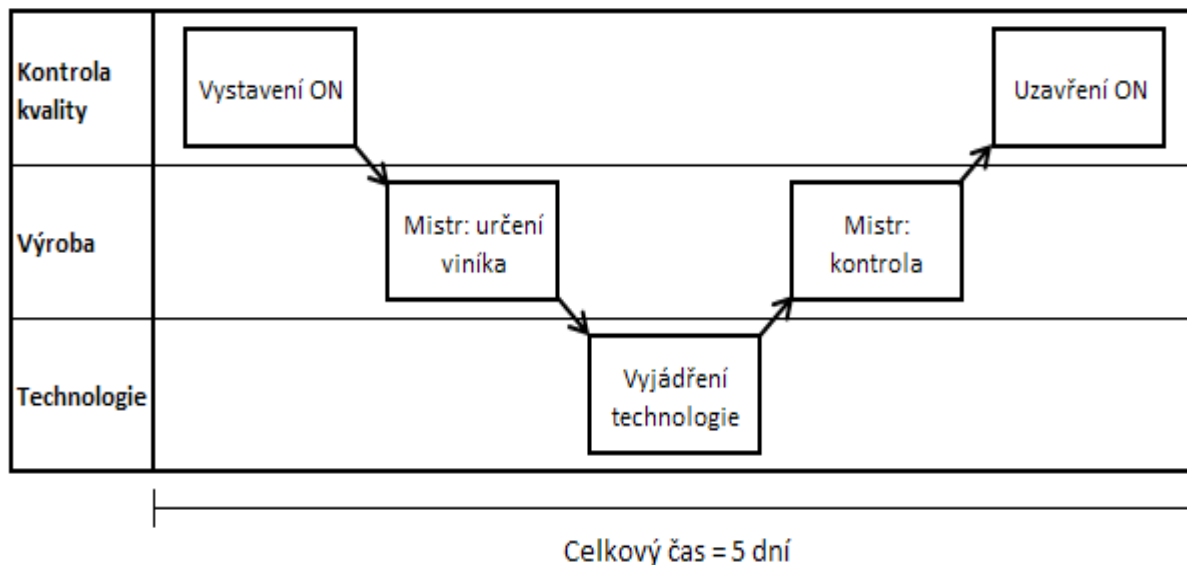 Kontrola
kvality
Vystavení ON
Uzavření ON
Výroba
Mistr: určení
viníka
Mistr:
kontrola
Technologie
Vyjádření
technologie
Celkový čas = 5 dní